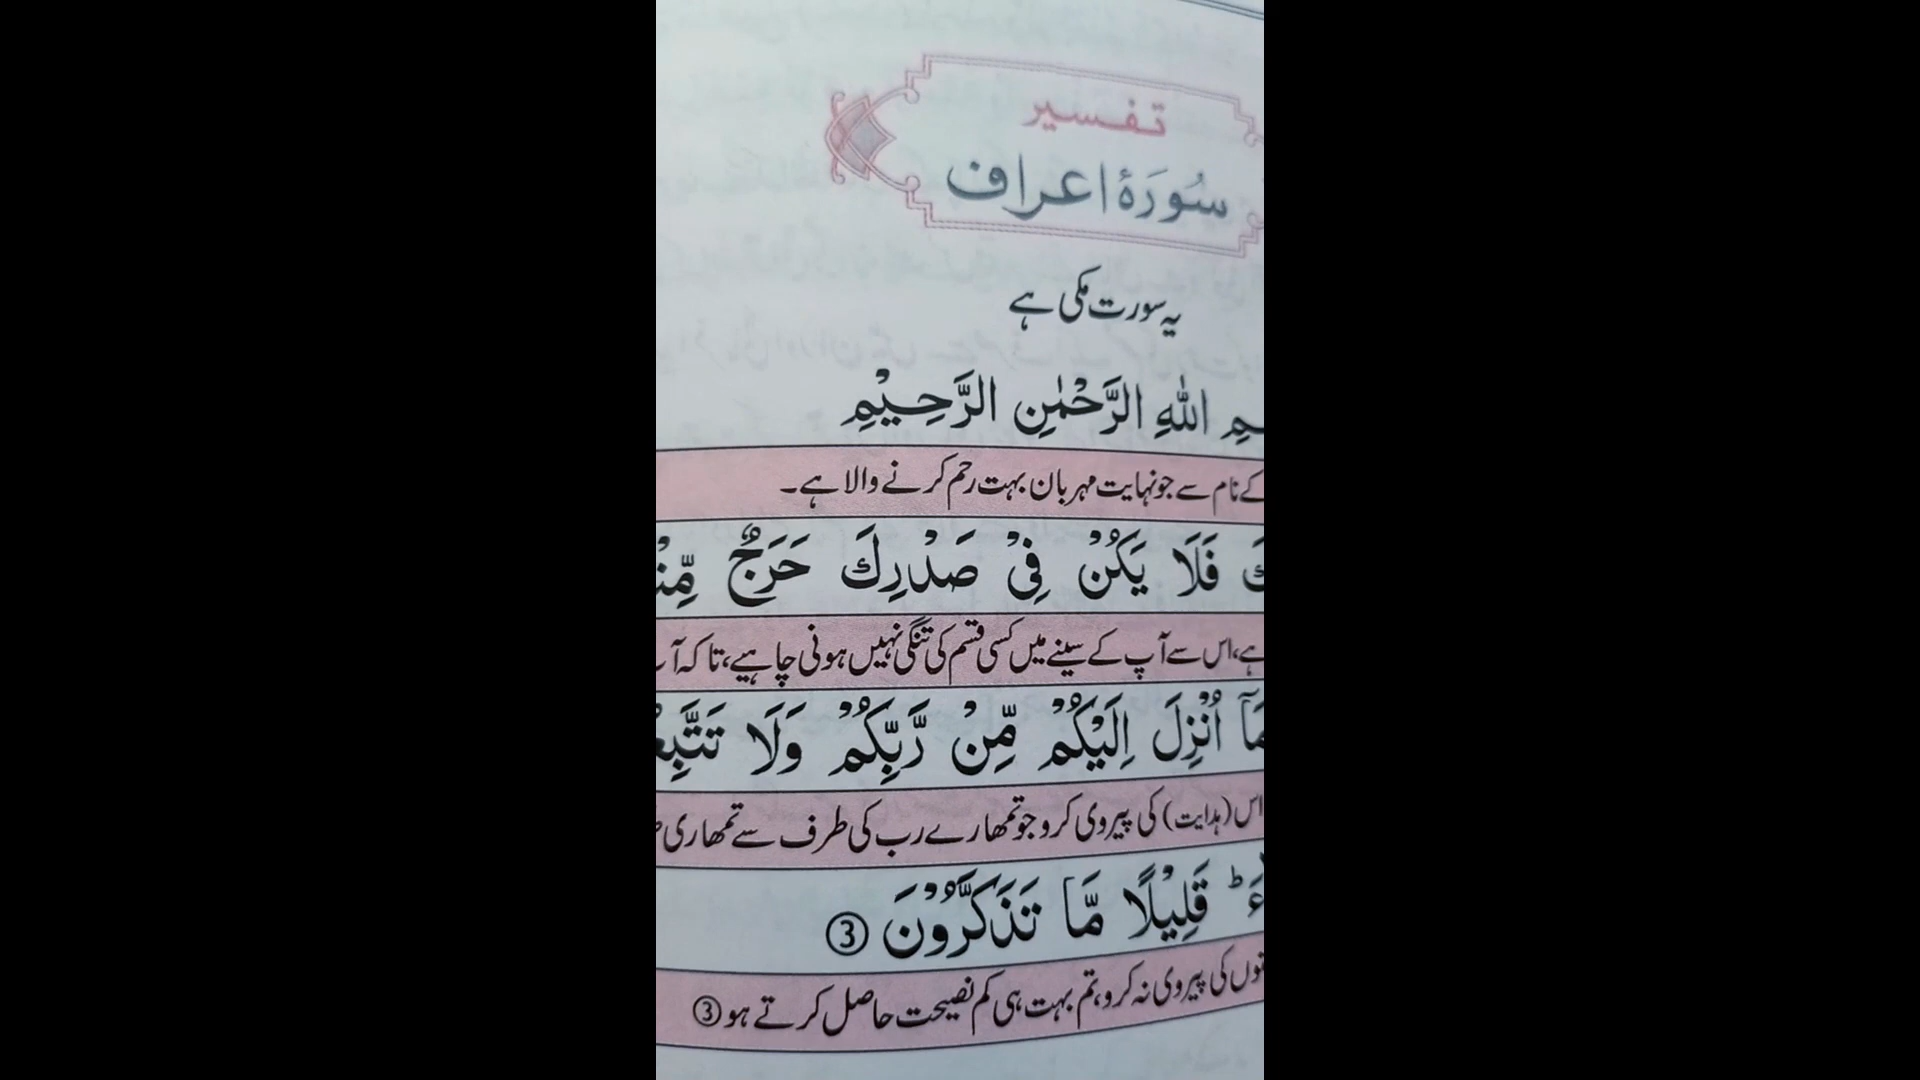 تفسیر
سُورَۃُ اعراف
یہ سورت مکی ہے
اللّٰهِ الرَّحْمٰنِ الرَّحِیْمِ
کے نام سے جو نہایت مہربان بہت رحم کرنے والا ہے۔
فَلَا یَكُنْ فِیْ صَدْرِكَ حَرَجٌ
ہے، اس سے آپ کے سینے میں کسی قسم کی تنگی نہیں ہونی چاہیے، تاکہ
اُنْزِلَ اِلَیْكُمْ مِّنْ رَّبِّكُمْ وَلَا
اس (ہدایت) کی پیروی کرو جو تمھارے رب کی طرف سے تمھاری
قَلِیْلًا مَّا تَذَكَّرُوْنَ ③
کی پیروی نہ کرو، تم بہت ہی کم نصیحت حاصل کرتے ہو ③